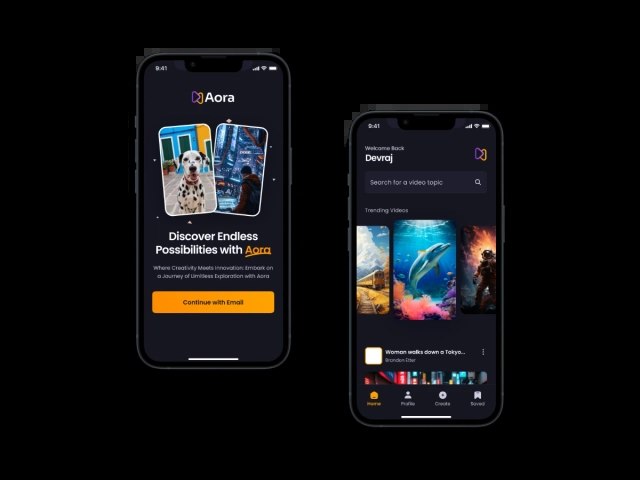 9:41
Aora
Discover Endless
Possibilities with Aora
Where Creativity Meets Innovation: Embark on
a Journey of Limitless Exploration with Aora
Continue with Email
9:41
Welcome Back
Devraj
Search for a video topic
Trending Videos
Woman walks down a Tokyo...
Brandon Etter
Home
Profile
Create
Saved